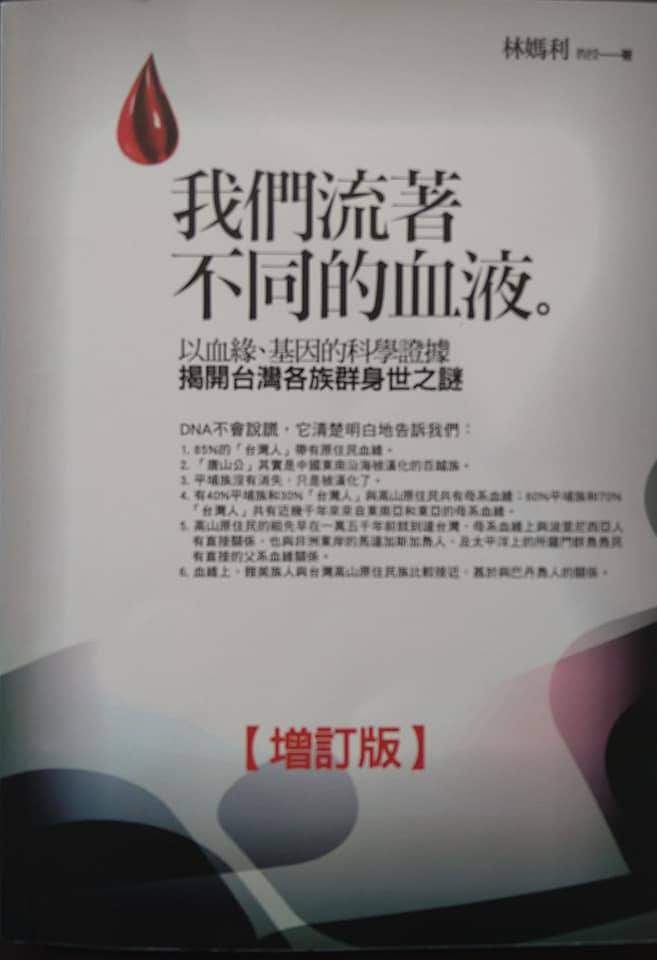 林媽利 教授──著
我們流著
不同的血液。
以血緣、基因的科學證據
揭開台灣各族群身世之謎
DNA不會說謊，它清楚明白地告訴我們：
1. 85%的「台灣人」帶有原住民血緣。
2. 「唐山公」其實是中國東南沿海被漢化的百越族。
3. 平埔族沒有消失，只是被漢化了。
4. 有40%平埔族和30%「台灣人」與高山原住民共有母系血緣；60%平埔族和70%
「台灣人」共有近幾千年來來自東南亞和東亞的母系血緣。
5. 高山原住民的祖先早在一萬五千年前就到達台灣，母系血緣上與波里尼西亞人
有直接關係，也與非洲東岸的馬達加斯加島人，及太平洋上的所羅門群島島民
有直接的父系血緣關係。
6. 血緣上，雅美族人與台灣高山原住民族比較接近，甚於與巴丹島人的關係。
【增訂版】